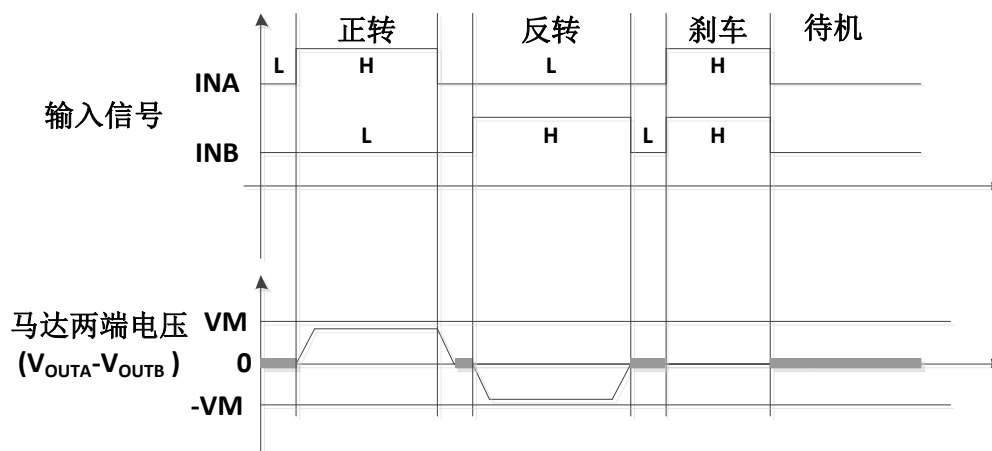 正转 反转 刹车 待机
L H L H
INA
输入信号
L H L H
INB
VM
马达两端电压
(VOUTA-VOUTB )
0
-VM